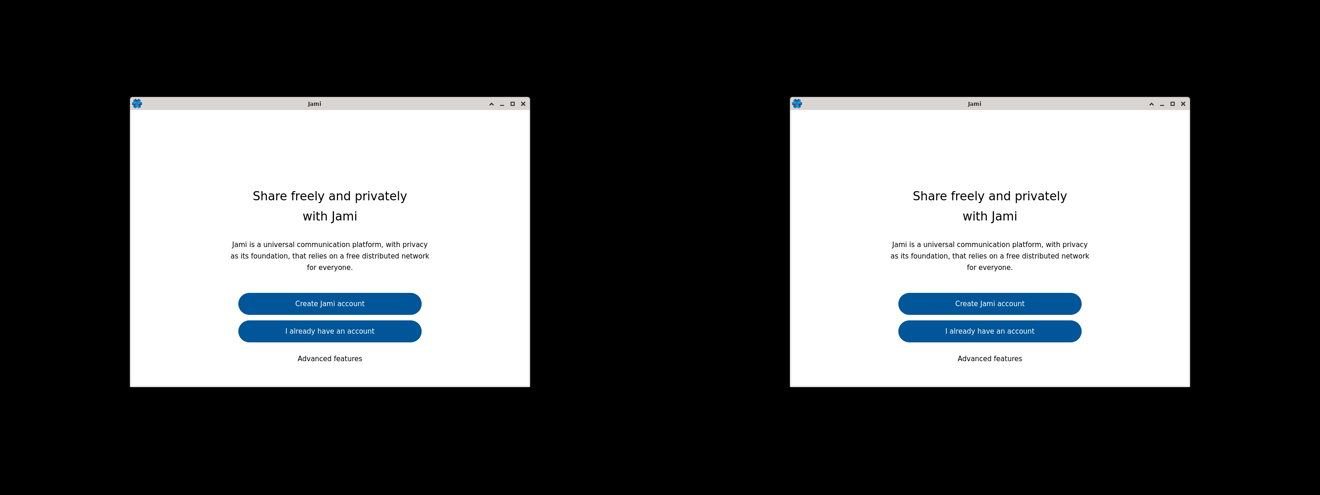 Jami
Share freely and privately
with Jami
Jami is a universal communication platform, with privacy
as its foundation, that relies on a free distributed network
for everyone.
Create Jami account
I already have an account
Advanced features
Jami
Share freely and privately
with Jami
Jami is a universal communication platform, with privacy
as its foundation, that relies on a free distributed network
for everyone.
Create Jami account
I already have an account
Advanced features